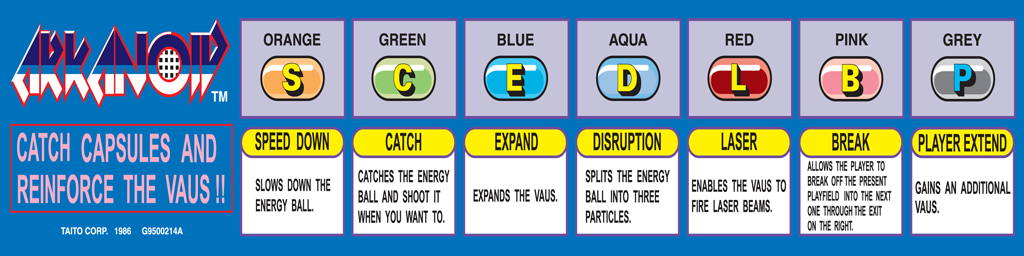 ARKANOID
TM
CATCH CAPSULES AND
REINFORCE THE VAUS !!
TAITO CORP. 1986 G9500214A
ORANGE
S
SPEED DOWN
SLOWS DOWN THE
ENERGY BALL.
GREEN
C
CATCH
CATCHES THE ENERGY
BALL AND SHOOT IT
WHEN YOU WANT TO.
BLUE
E
EXPAND
EXPANDS THE VAUS.
AQUA
D
DISRUPTION
SPLITS THE ENERGY
BALL INTO THREE
PARTICLES.
RED
L
LASER
ENABLES THE VAUS TO
FIRE LASER BEAMS.
PINK
B
BREAK
ALLOWS THE PLAYER TO
BREAK OFF THE PRESENT
PLAYFIELD INTO THE NEXT
ONE THROUGH THE EXIT
ON THE RIGHT.
GREY
P
PLAYER EXTEND
GAINS AN ADDITIONAL
VAUS.